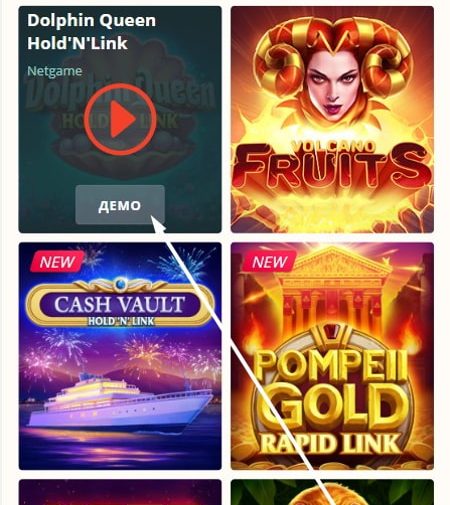 Dolphin Queen
Hold'N'Link
Netgame
Dolphin Queen
HOLD 'N' LINK
ДЕМО
VOLCANO
FRUITS
NEW
CASH VAULT
HOLD 'N' LINK
NEW
POMPEII
GOLD
RAPID LINK